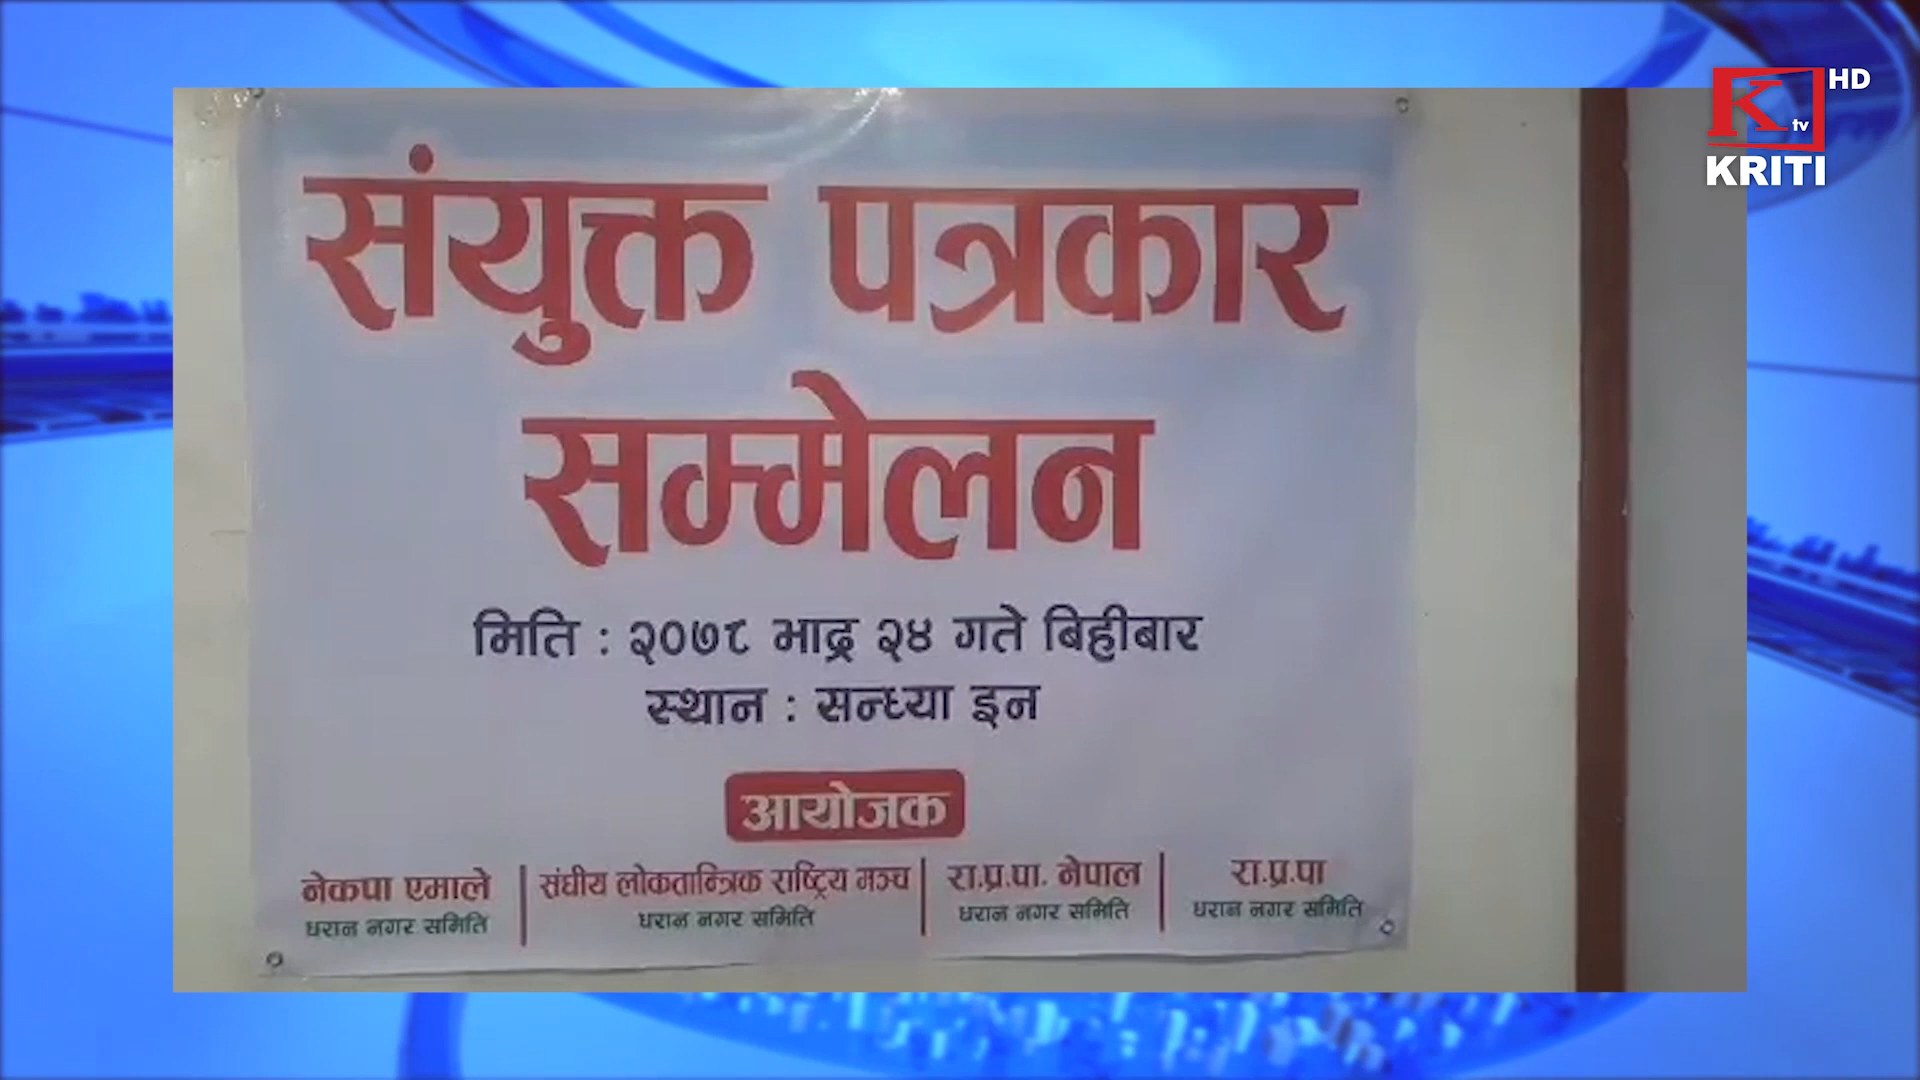 K tv HD
KRITI
संयुक्त पत्रकार
सम्मेलन
मिति : २०७८ भाद्र २४ गते बिहीबार
स्थान : सन्ध्या इन
आयोजक
नेकपा एमाले
धरान नगर समिति
संघीय लोकतान्त्रिक राष्ट्रिय मञ्च
धरान नगर समिति
रा.प्र.पा. नेपाल
धरान नगर समिति
रा.प्र.पा
धरान नगर समिति